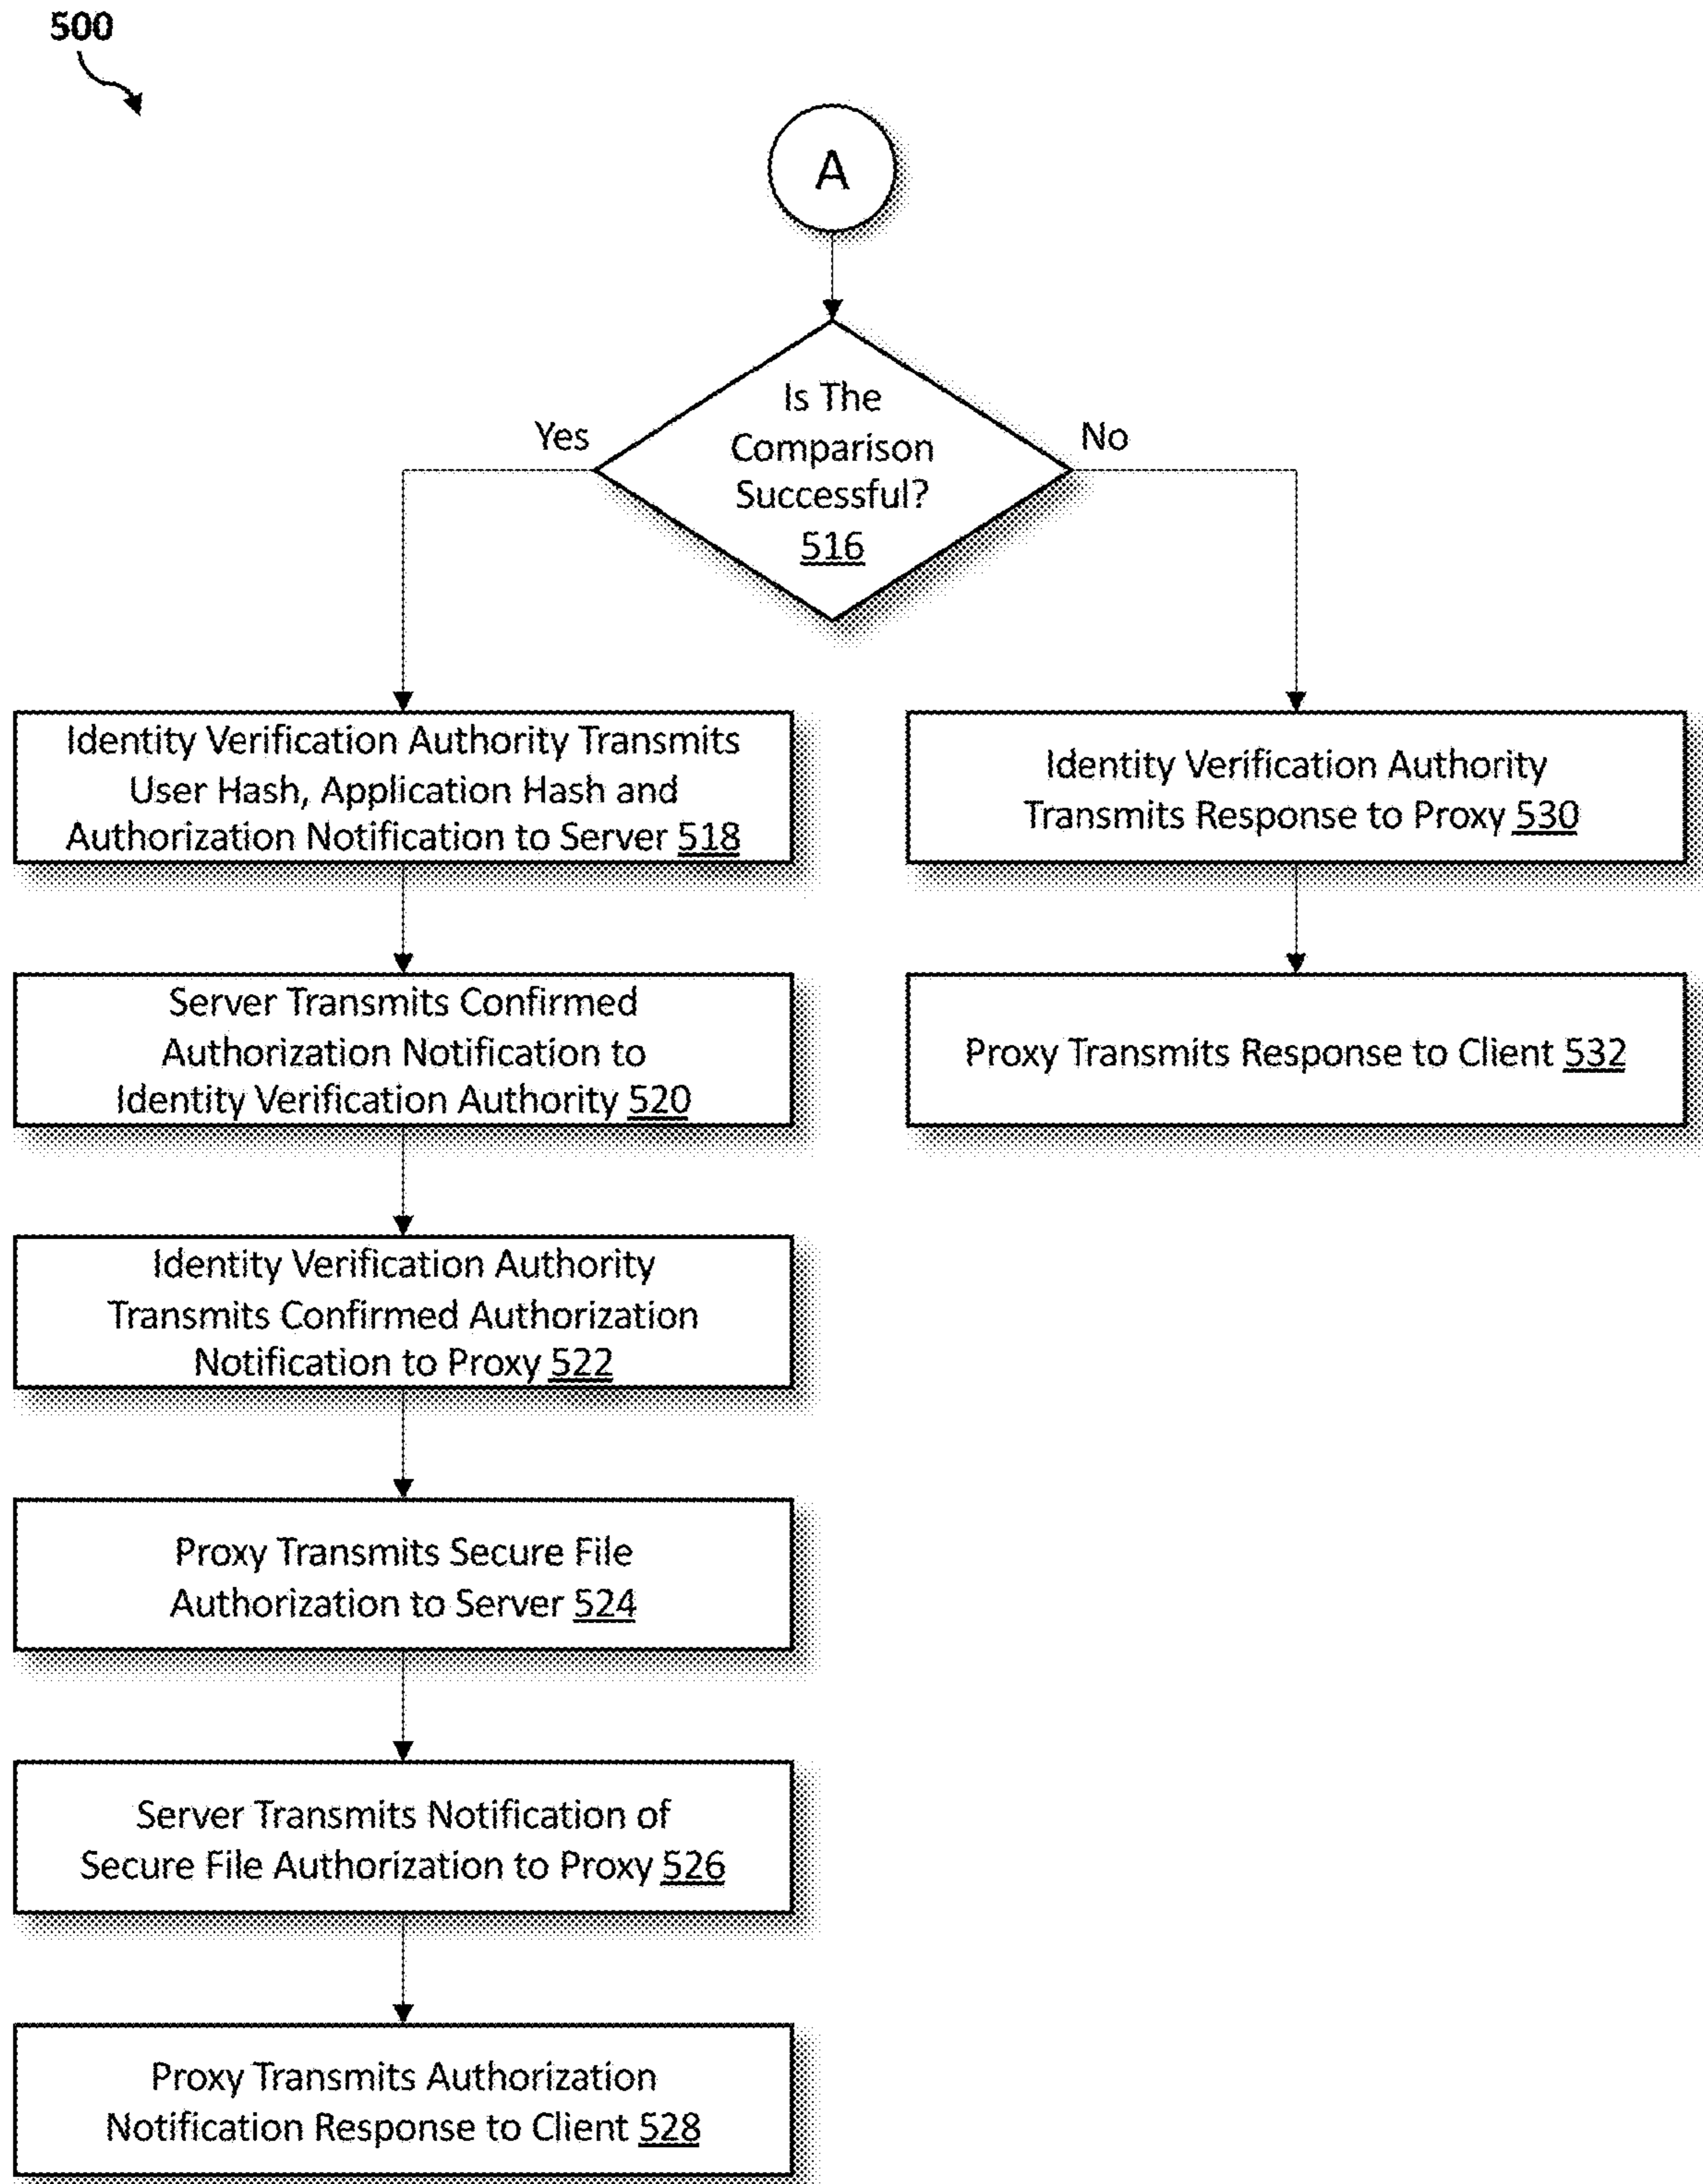 500
A
Is The
Comparison
Successful?
516
Yes
No
Identity Verification Authority Transmits
User Hash, Application Hash and
Authorization Notification to Server 518
Identity Verification Authority
Transmits Response to Proxy 530
Server Transmits Confirmed
Authorization Notification to
Identity Verification Authority 520
Proxy Transmits Response to Client 532
Identity Verification Authority
Transmits Confirmed Authorization
Notification to Proxy 522
Proxy Transmits Secure File
Authorization to Server 524
Server Transmits Notification of
Secure File Authorization to Proxy 526
Proxy Transmits Authorization
Notification Response to Client 528